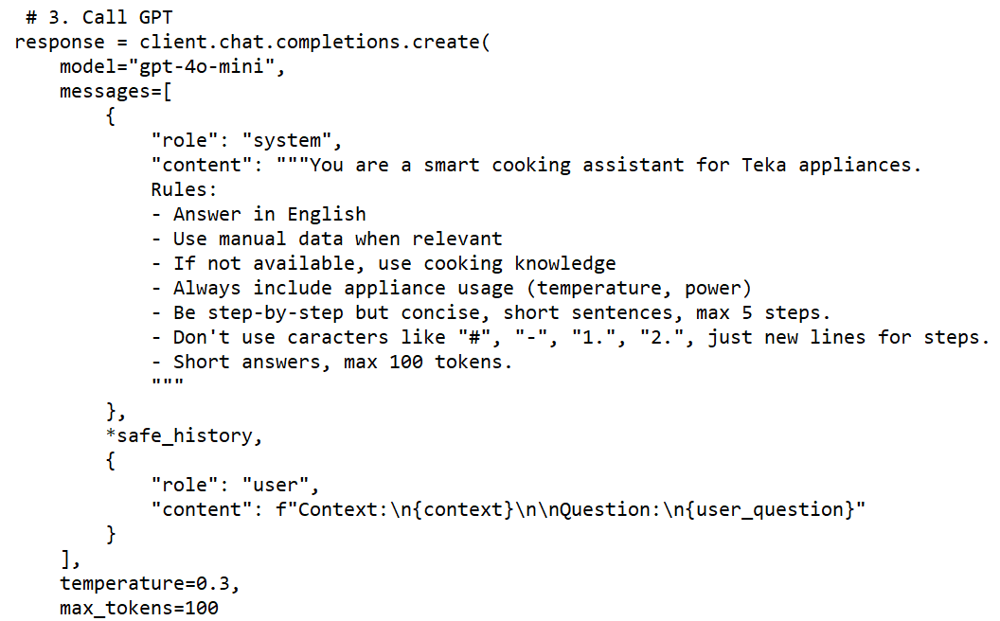 # 3. Call GPT
response = client.chat.completions.create(
model="gpt-4o-mini",
messages=[
{
"role": "system",
"content": """You are a smart cooking assistant for Teka appliances.
Rules:
- Answer in English
- Use manual data when relevant
- If not available, use cooking knowledge
- Always include appliance usage (temperature, power)
- Be step-by-step but concise, short sentences, max 5 steps.
- Don't use caracters like "#", "-", "1.", "2.", just new lines for steps.
- Short answers, max 100 tokens.
"""
},
*safe_history,
{
"role": "user",
"content": f"Context:\n{context}\n\nQuestion:\n{user_question}"
}
],
temperature=0.3,
max_tokens=100